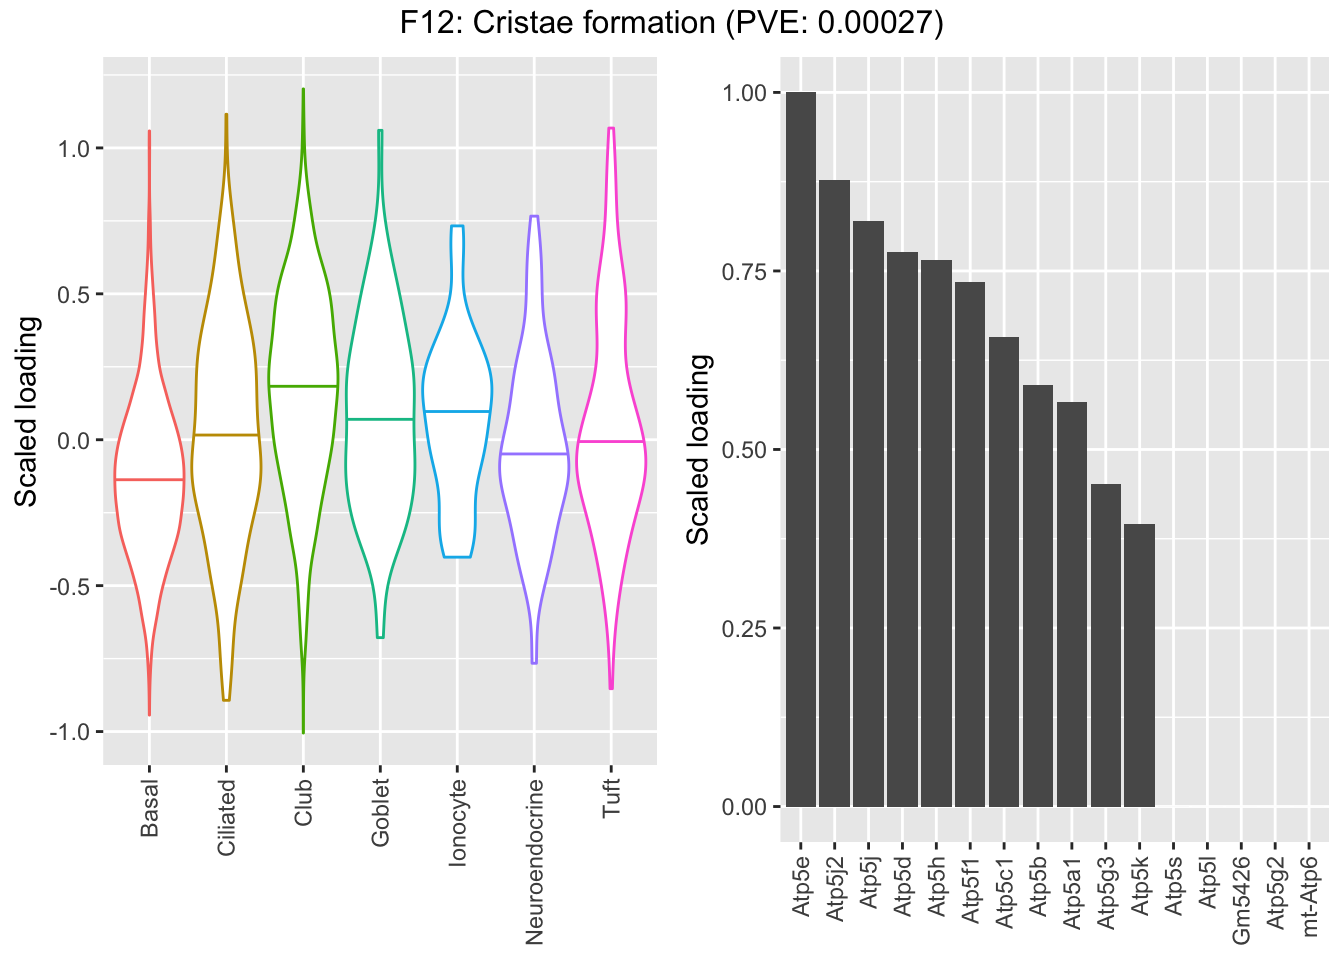 F12: Cristae formation (PVE: 0.00027)
Scaled loading
1.0
0.5
0.0
-0.5
-1.0
Basal
Ciliated
Club
Goblet
Ionocyte
Neuroendocrine
Tuft
Scaled loading
1.00
0.75
0.50
0.25
0.00
Atp5e
Atp5j2
Atp5j
Atp5d
Atp5h
Atp5f1
Atp5c1
Atp5b
Atp5a1
Atp5g3
Atp5k
Atp5s
Atp5l
Gm5426
Atp5g2
mt-Atp6